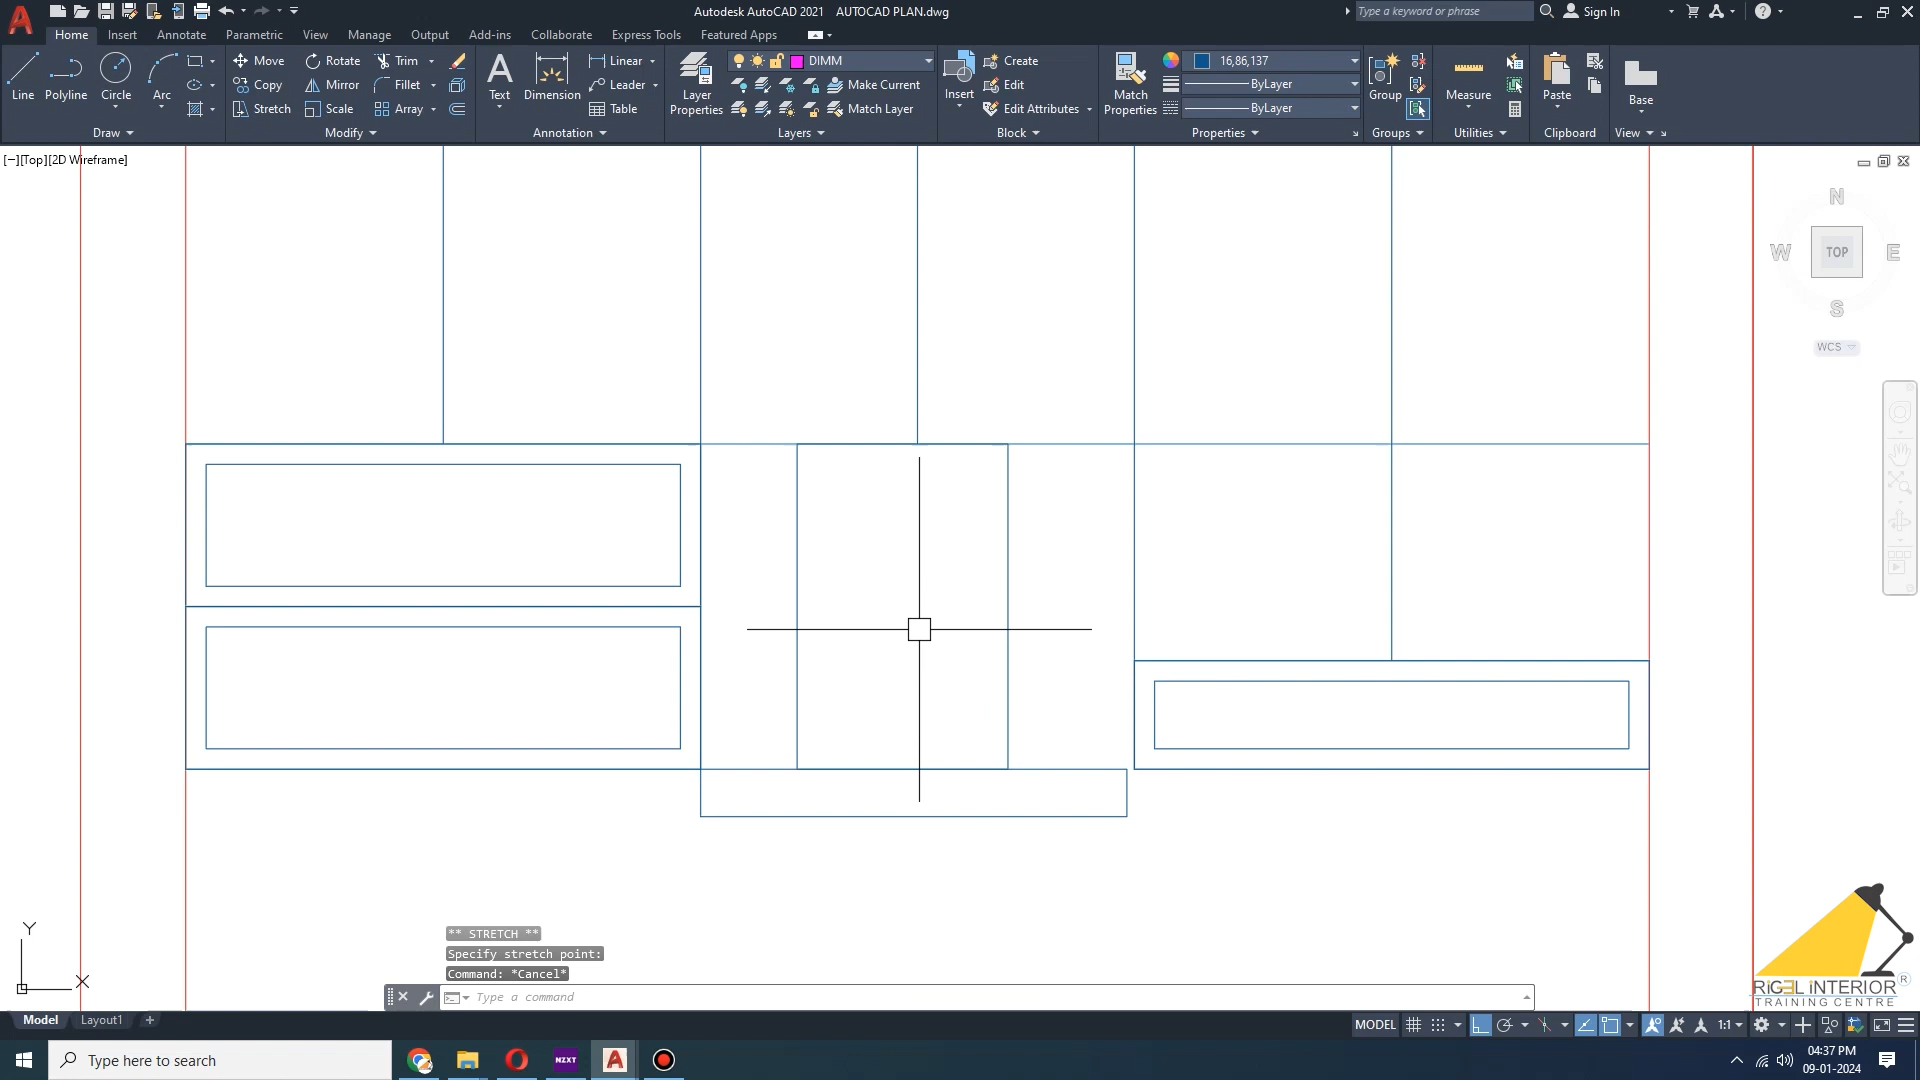 Autodesk AutoCAD 2021 AUTOCAD PLAN.dwg
Type a keyword or phrase
Sign In
Home Insert Annotate Parametric View Manage Output Add-ins Collaborate Express Tools Featured Apps
Line Polyline Circle Arc
Draw
Move Rotate Trim
Copy Mirror Fillet
Stretch Scale Array
Modify
Text Dimension
Linear
Leader
Table
Annotation
Layer Properties
DIMM
Make Current
Match Layer
Layers
Insert
Create
Edit
Edit Attributes
Block
Match Properties
16,86,137
ByLayer
ByLayer
Properties
Group
Groups
Measure
Utilities
Paste
Clipboard
Base
View
[−][Top][2D Wireframe]
N
W TOP E
S
WCS
Y
X
** STRETCH **
Specify stretch point:
Command: *Cancel*
Type a command
RIGEL INTERIOR ®
TRAINING CENTRE
Model Layout1 +
MODEL 1:1
Type here to search
NZXT
04:37 PM
09-01-2024